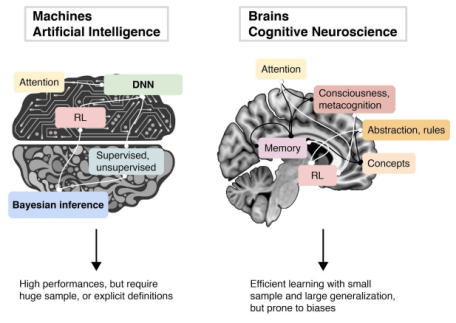 Machines
Artificial Intelligence
Attention
DNN
RL
Supervised,
unsupervised
Bayesian inference
High performances, but require
huge sample, or explicit definitions
Brains
Cognitive Neuroscience
Attention
Consciousness,
metacognition
Abstraction, rules
Memory
Concepts
RL
Efficient learning with small
sample and large generalization,
but prone to biases